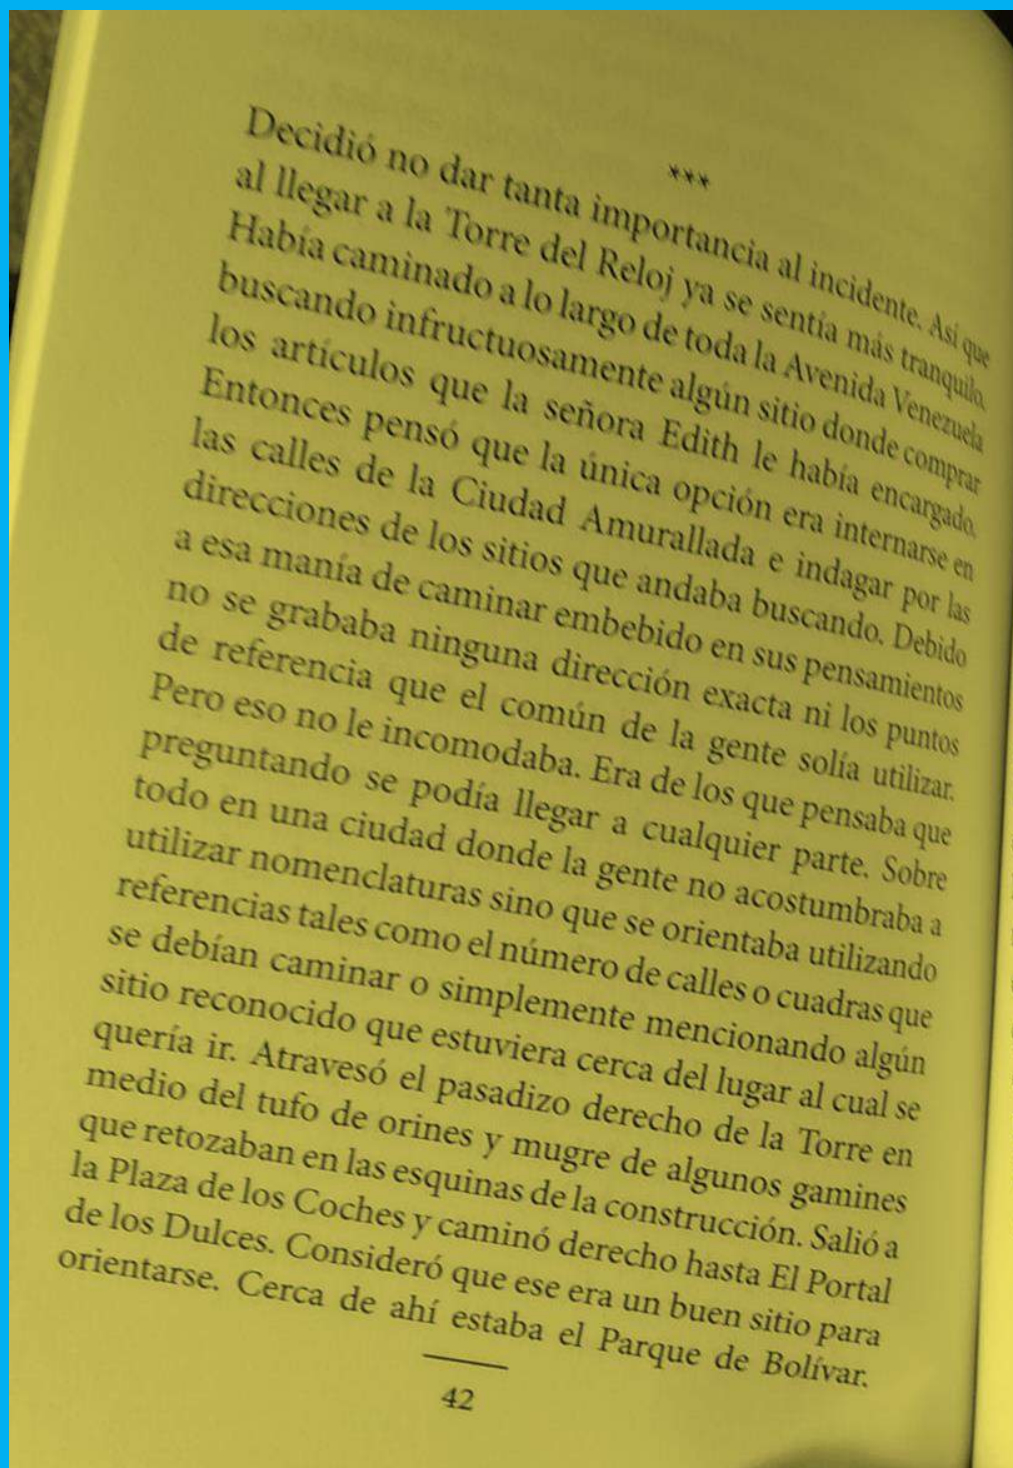 ***
Decidió no dar tanta importancia al incidente. Así que
al llegar a la Torre del Reloj ya se sentía más tranquilo.
Había caminado a lo largo de toda la Avenida Venezuela
buscando infructuosamente algún sitio donde comprar
los artículos que la señora Edith le había encargado.
Entonces pensó que la única opción era internarse en
las calles de la Ciudad Amurallada e indagar por las
direcciones de los sitios que andaba buscando. Debido
a esa manía de caminar embebido en sus pensamientos
no se grababa ninguna dirección exacta ni los puntos
de referencia que el común de la gente solía utilizar.
Pero eso no le incomodaba. Era de los que pensaba que
preguntando se podía llegar a cualquier parte. Sobre
todo en una ciudad donde la gente no acostumbraba a
utilizar nomenclaturas sino que se orientaba utilizando
referencias tales como el número de calles o cuadras que
se debían caminar o simplemente mencionando algún
sitio reconocido que estuviera cerca del lugar al cual se
quería ir. Atravesó el pasadizo derecho de la Torre en
medio del tufo de orines y mugre de algunos gamines
que retozaban en las esquinas de la construcción. Salió a
la Plaza de los Coches y caminó derecho hasta El Portal
de los Dulces. Consideró que ese era un buen sitio para
orientarse. Cerca de ahí estaba el Parque de Bolívar.
42